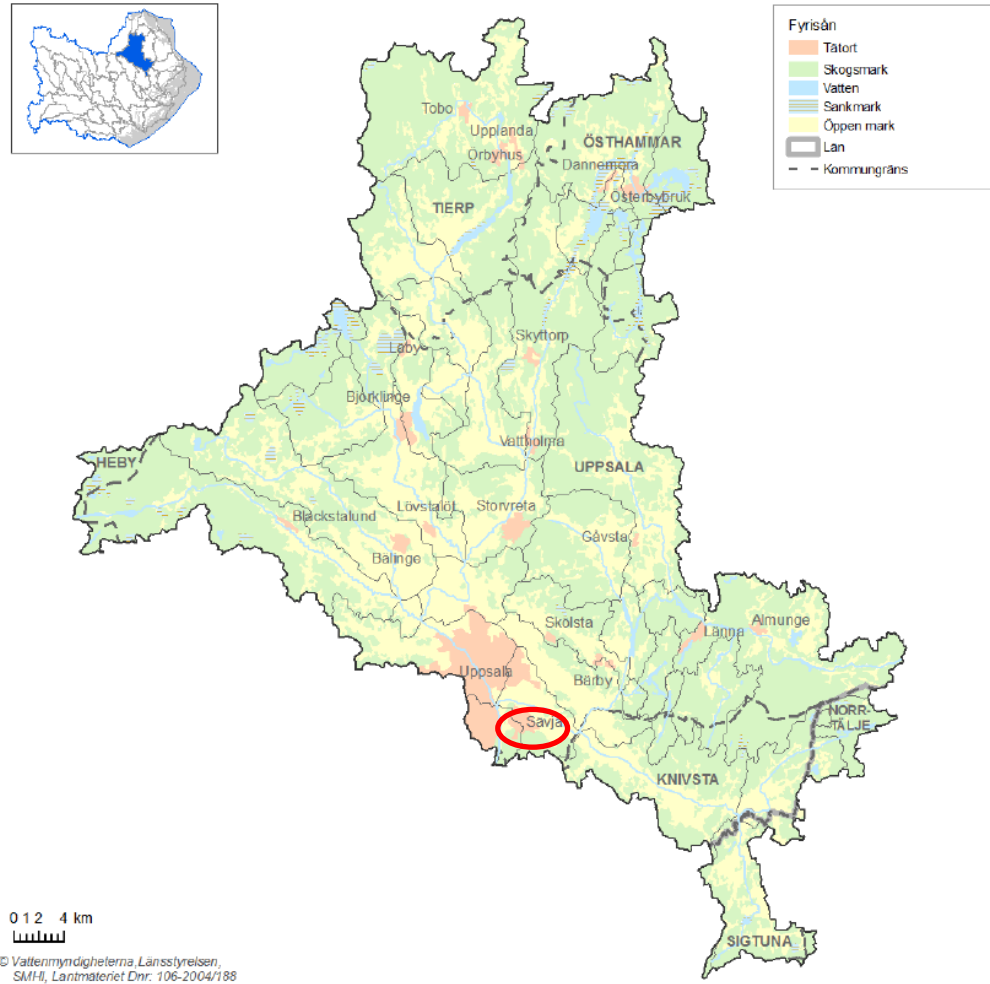 Fyrisån
Tätort
Skogsmark
Vatten
Sankmark
Öppen mark
Län
Kommungräns
Tobo
Upplanda
Örbyhus
ÖSTHAMMAR
Dannemora
Österbybruk
TIERP
Skyttorp
Läby
Björklinge
Vattholma
HEBY
UPPSALA
Lövstalöt
Storvreta
Bläckstalund
Gåvsta
Bälinge
Skölsta
Länna
Almunge
Uppsala
Bärby
Sävja
NORR-
TÄLJE
KNIVSTA
SIGTUNA
0 1 2 4 km
© Vattenmyndigheterna, Länsstyrelsen,
SMHI, Lantmäteriet Dnr: 106-2004/188